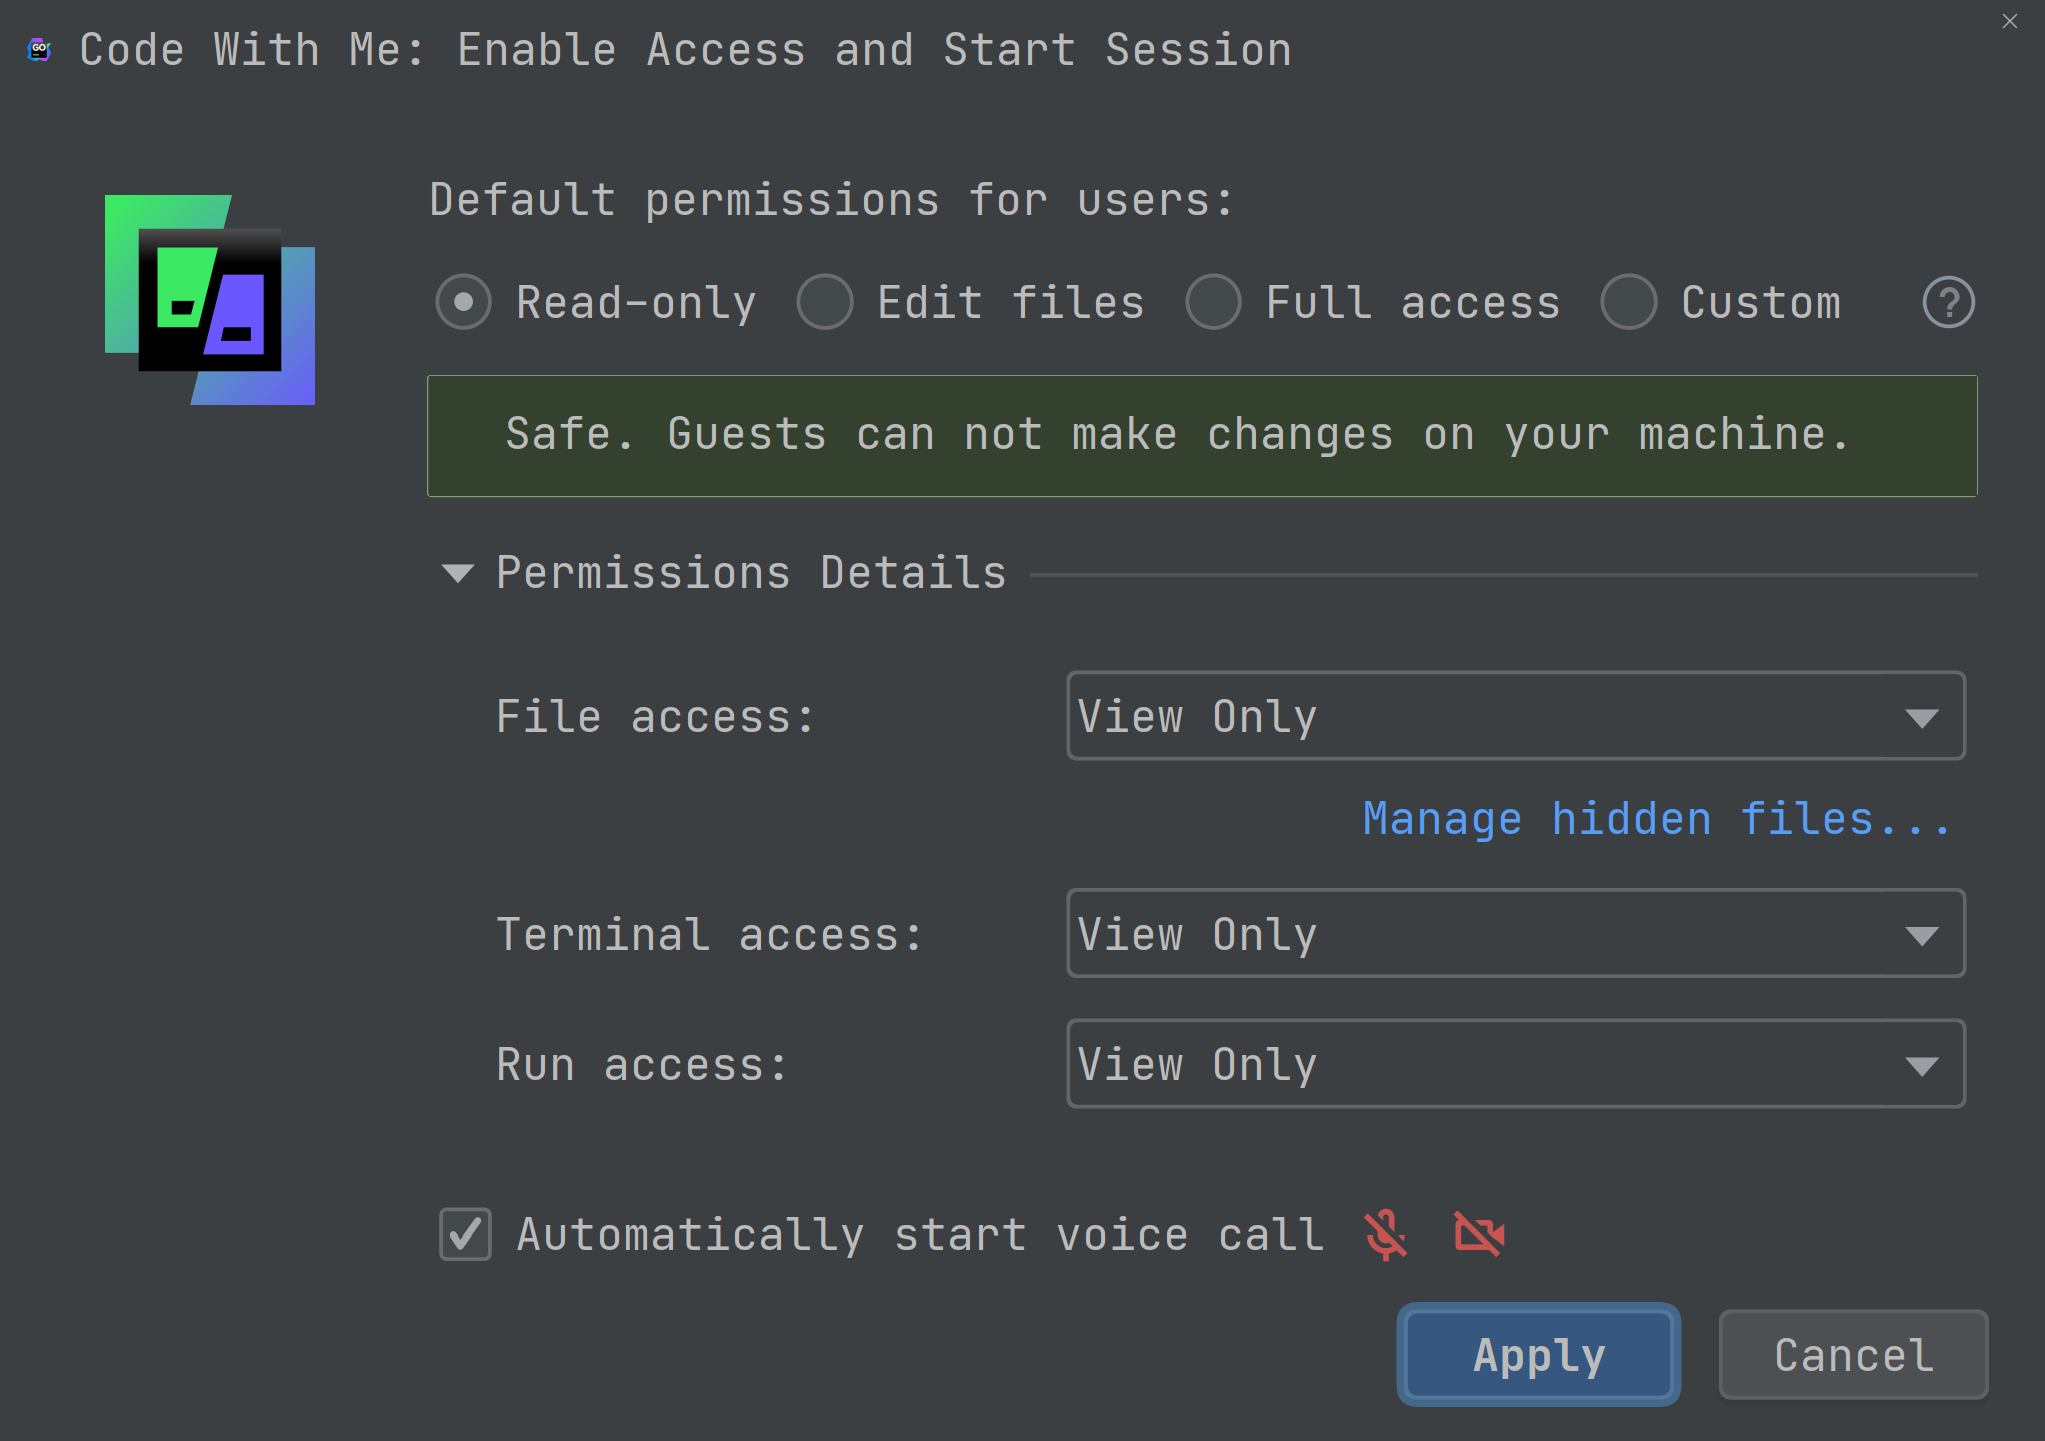 GO
Code With Me: Enable Access and Start Session
Default permissions for users:
Read-only Edit files Full access Custom ?
Safe. Guests can not make changes on your machine.
Permissions Details
File access: View Only
Manage hidden files...
Terminal access: View Only
Run access: View Only
Automatically start voice call
Apply Cancel